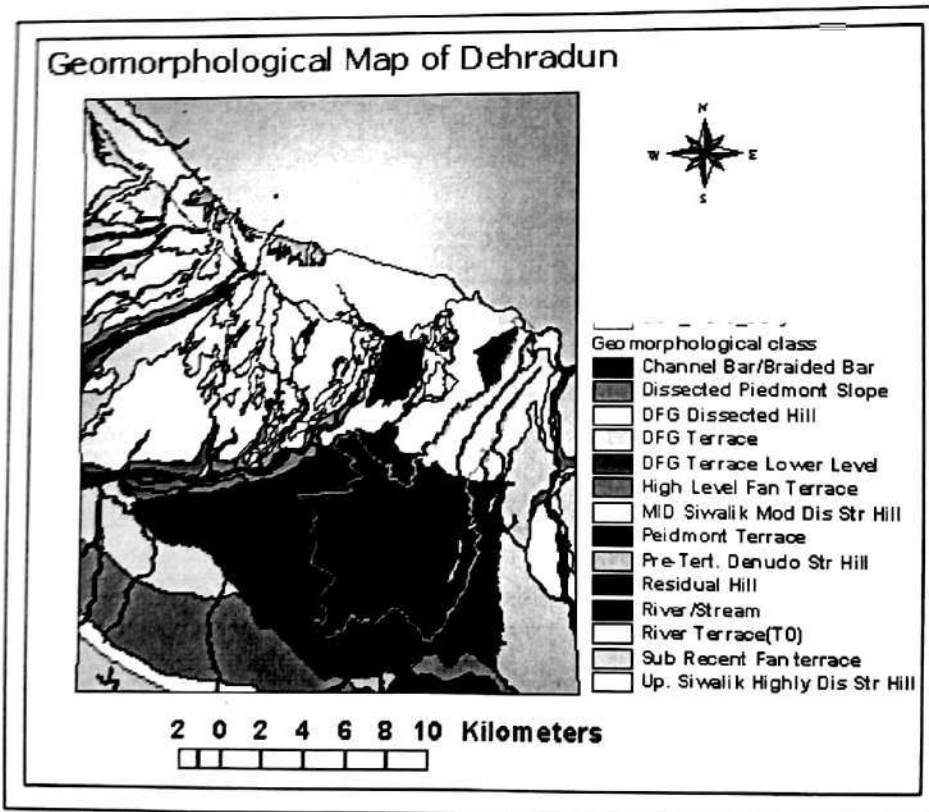 Geomorphological Map of Dehradun
N
W E
S
Geomorphological class
Channel Bar/Braided Bar
Dissected Piedmont Slope
DFG Dissected Hill
DFG Terrace
DFG Terrace Lower Level
High Level Fan Terrace
MID Siwalik Mod Dis Str Hill
Peidmont Terrace
Pre-Tert. Denudo Str Hill
Residual Hill
River/Stream
River Terrace(T0)
Sub Recent Fan terrace
Up. Siwalik Highly Dis Str Hill
2 0 2 4 6 8 10 Kilometers